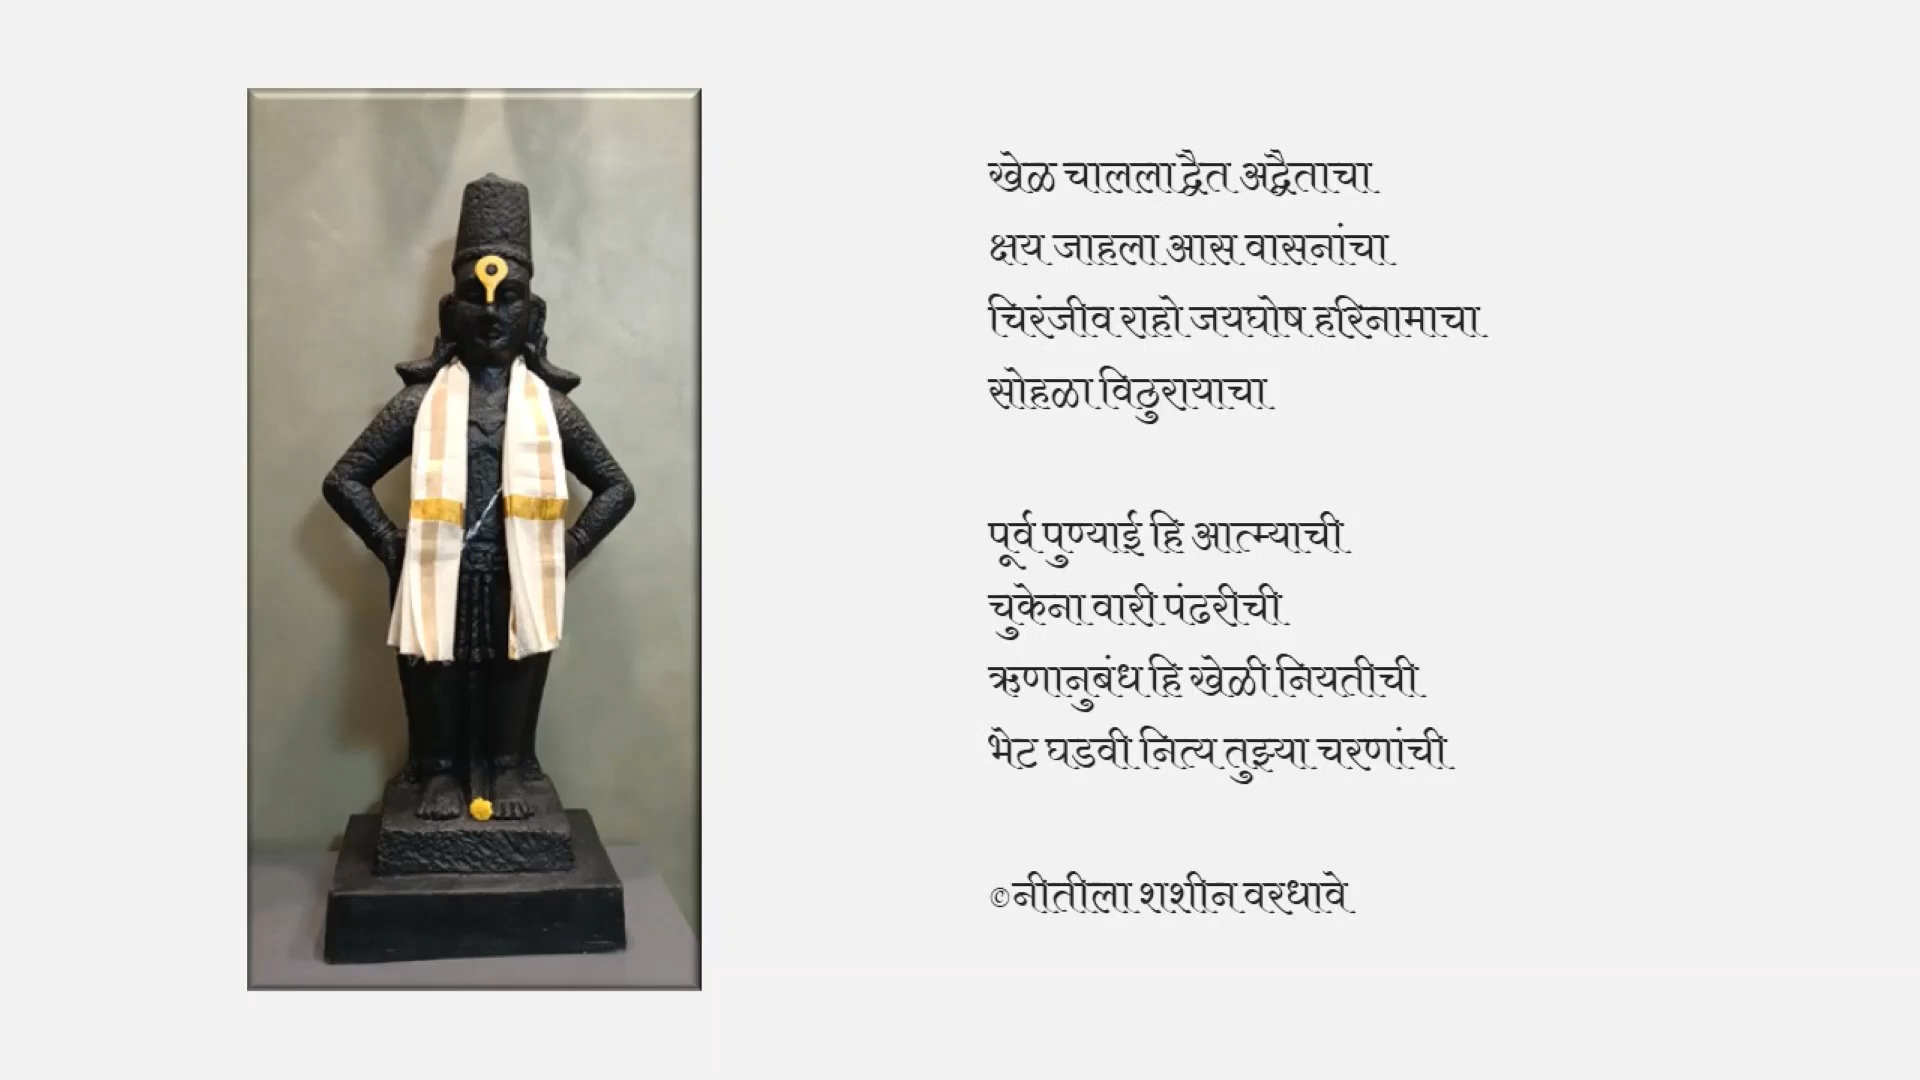 खेळ चालला द्वैत अद्वैताचा
क्षय जाहला आस वासनांचा
चिरंजीव राहो जयघोष हरिनामाचा
सोहळा विठुरायाचा
पूर्व पुण्याई हि आत्म्याची
चुकेना वारी पंढरीची
ऋणानुबंध हि खेळी नियतीची
भेट घडवी नित्य तुझ्या चरणांची
©नीतीला शशीन वरधावे